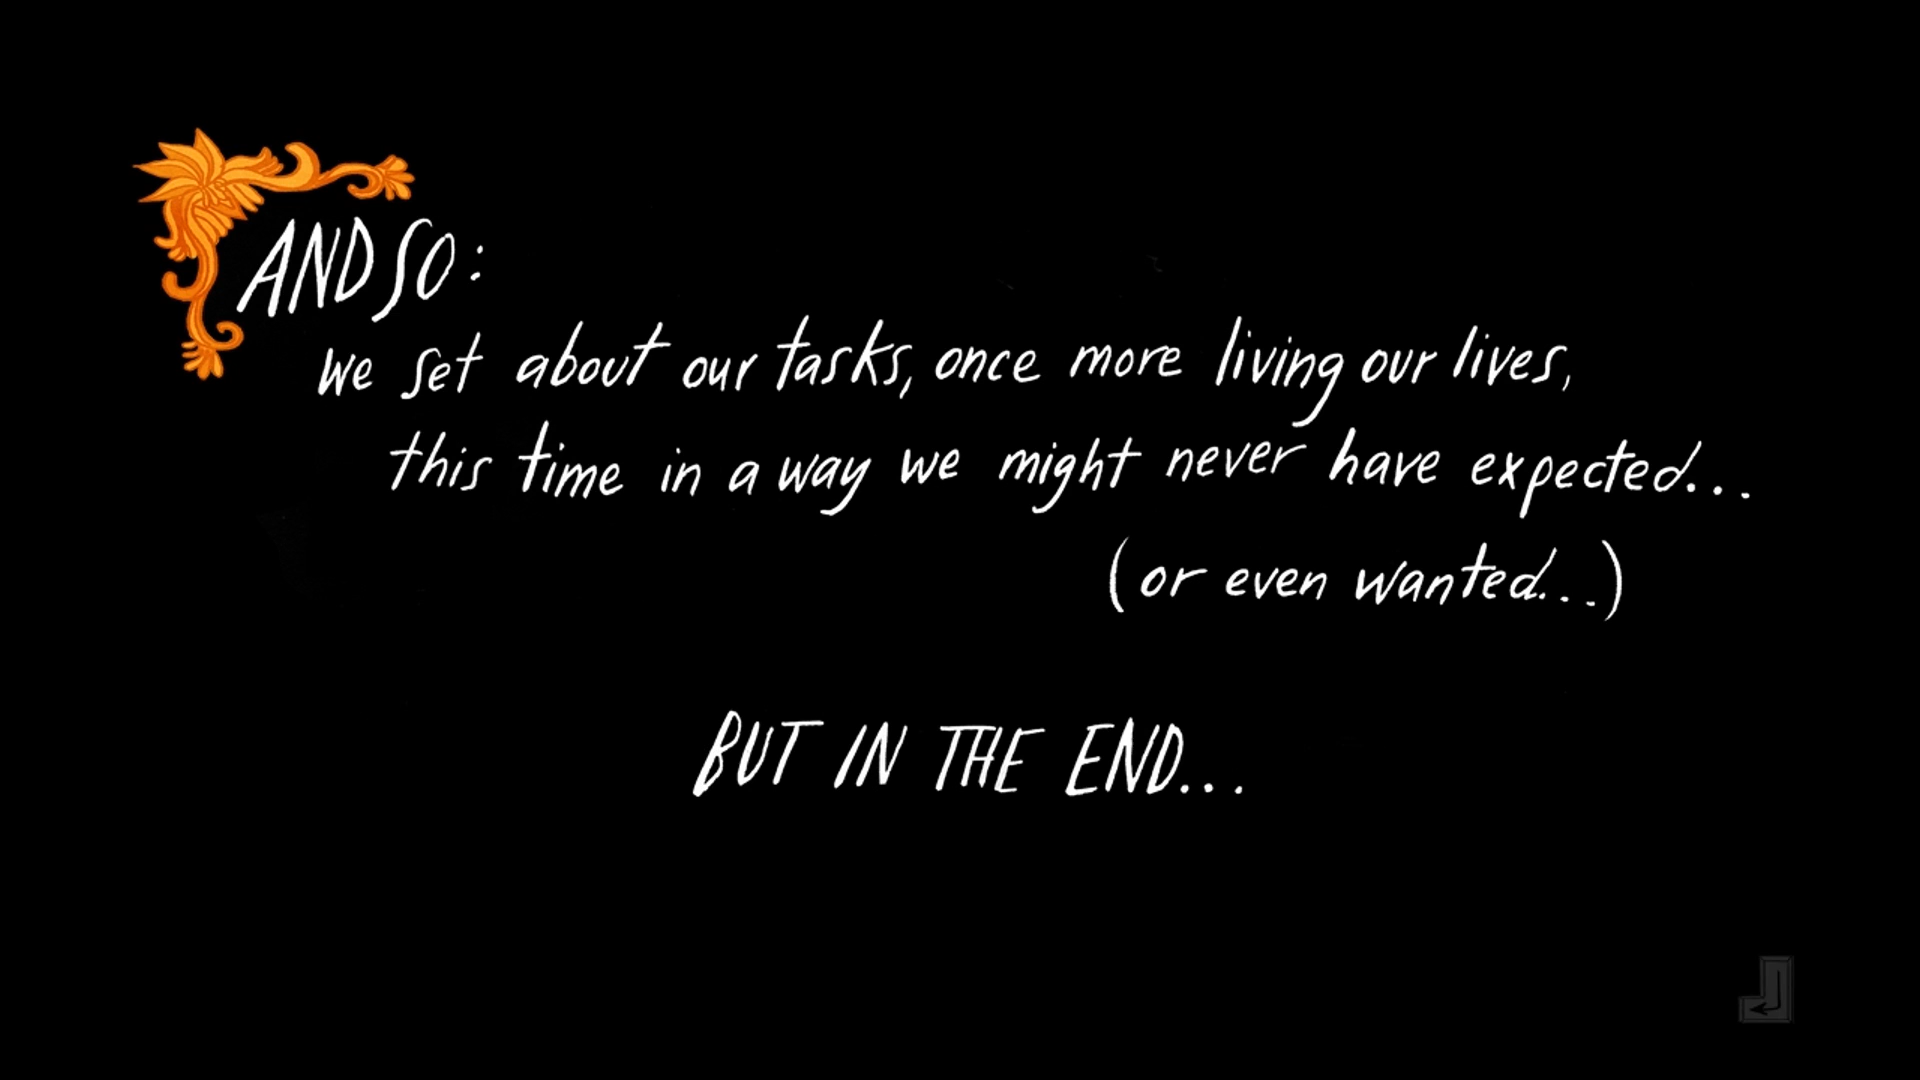 AND SO:
We set about our tasks, once more living our lives,
this time in a way we might never have expected...
(or even wanted...)
BUT IN THE END...